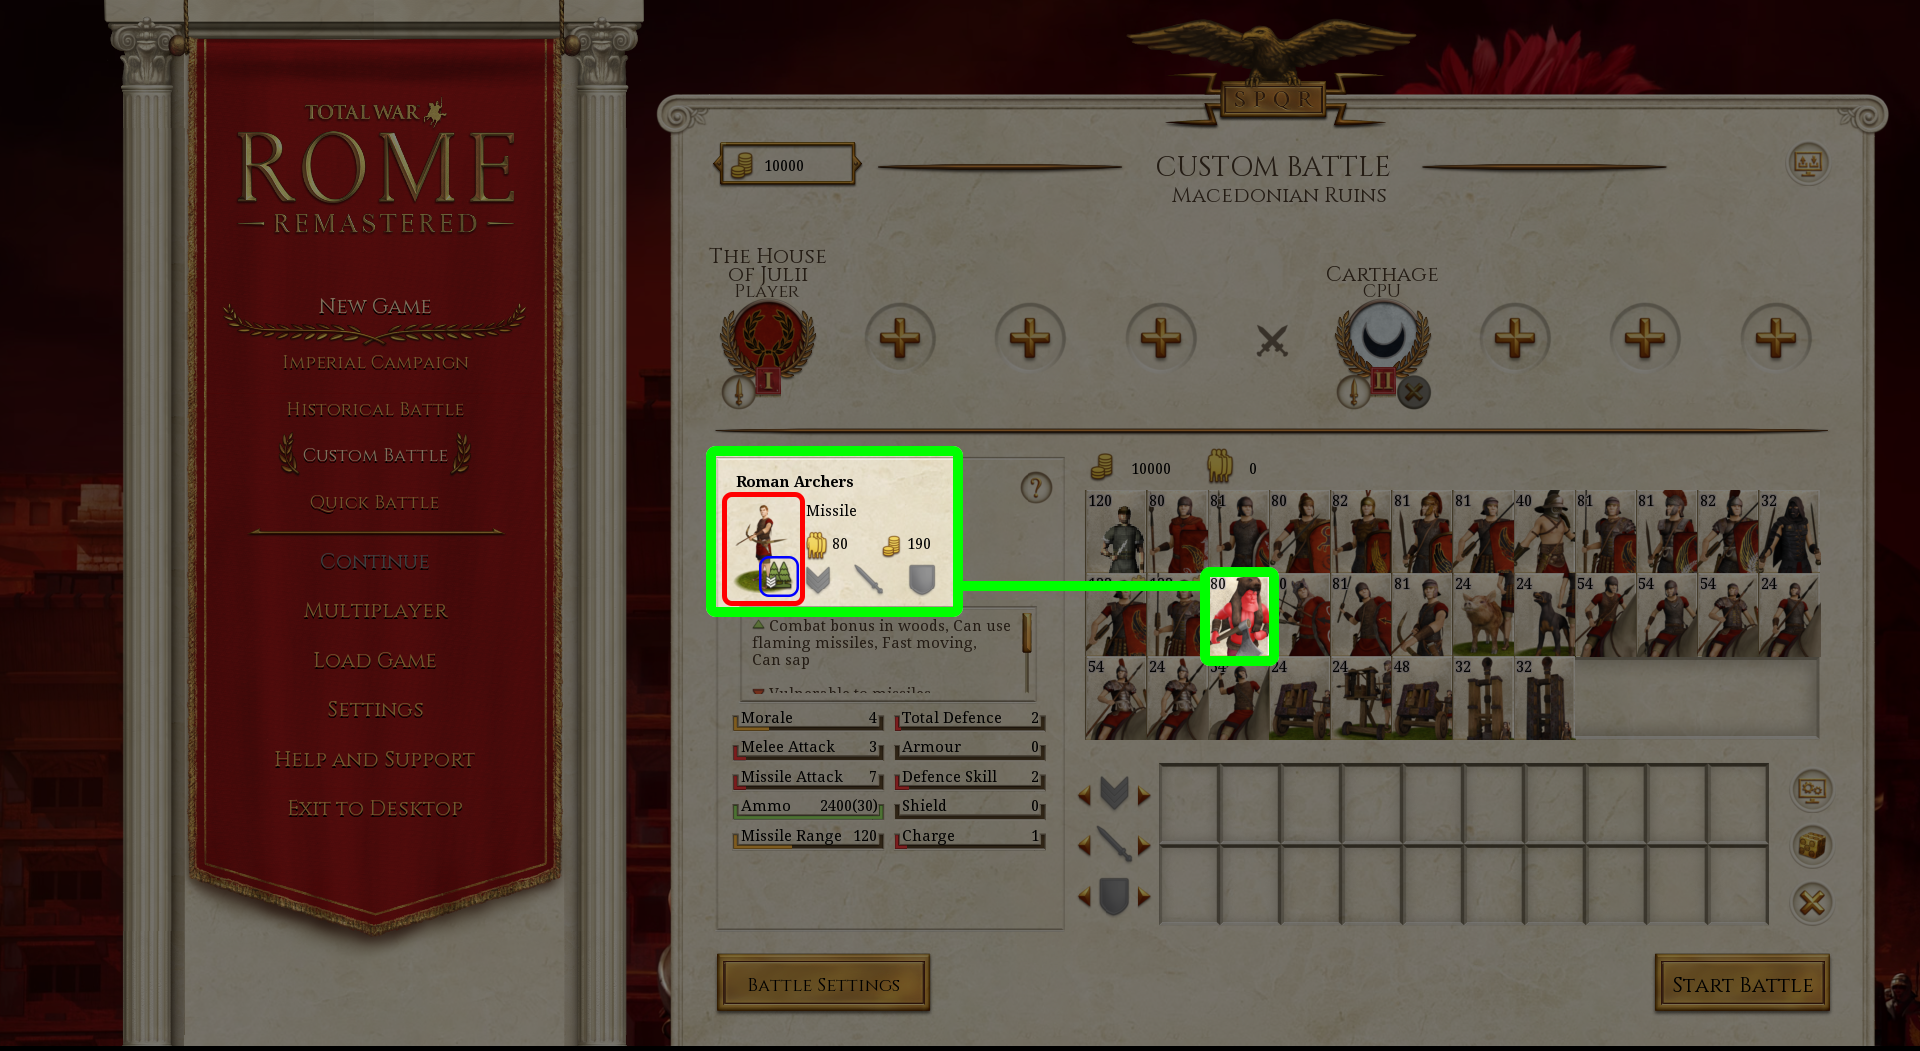 TOTAL WAR
ROME
REMASTERED
NEW GAME
IMPERIAL CAMPAIGN
HISTORICAL BATTLE
CUSTOM BATTLE
QUICK BATTLE
CONTINUE
MULTIPLAYER
LOAD GAME
SETTINGS
HELP AND SUPPORT
EXIT TO DESKTOP
SPQR
10000
CUSTOM BATTLE
MACEDONIAN RUINS
THE HOUSE
OF JULII
PLAYER
I
CARTHAGE
CPU
II
Roman Archers
Missile
80 190
?
Combat bonus in woods, Can use
flaming missiles, Fast moving,
Can sap
Vulnerable to missiles
Morale 4
Total Defence 2
Melee Attack 3
Armour 0
Missile Attack 7
Defence Skill 2
Ammo 2400(30)
Shield 0
Missile Range 120
Charge 1
10000 0
120 80 81 80 82 81 81 40 81 81 82 32
80 81 81 24 24 54 54 54 24
54 24 54 24 24 48 32 32
BATTLE SETTINGS
START BATTLE